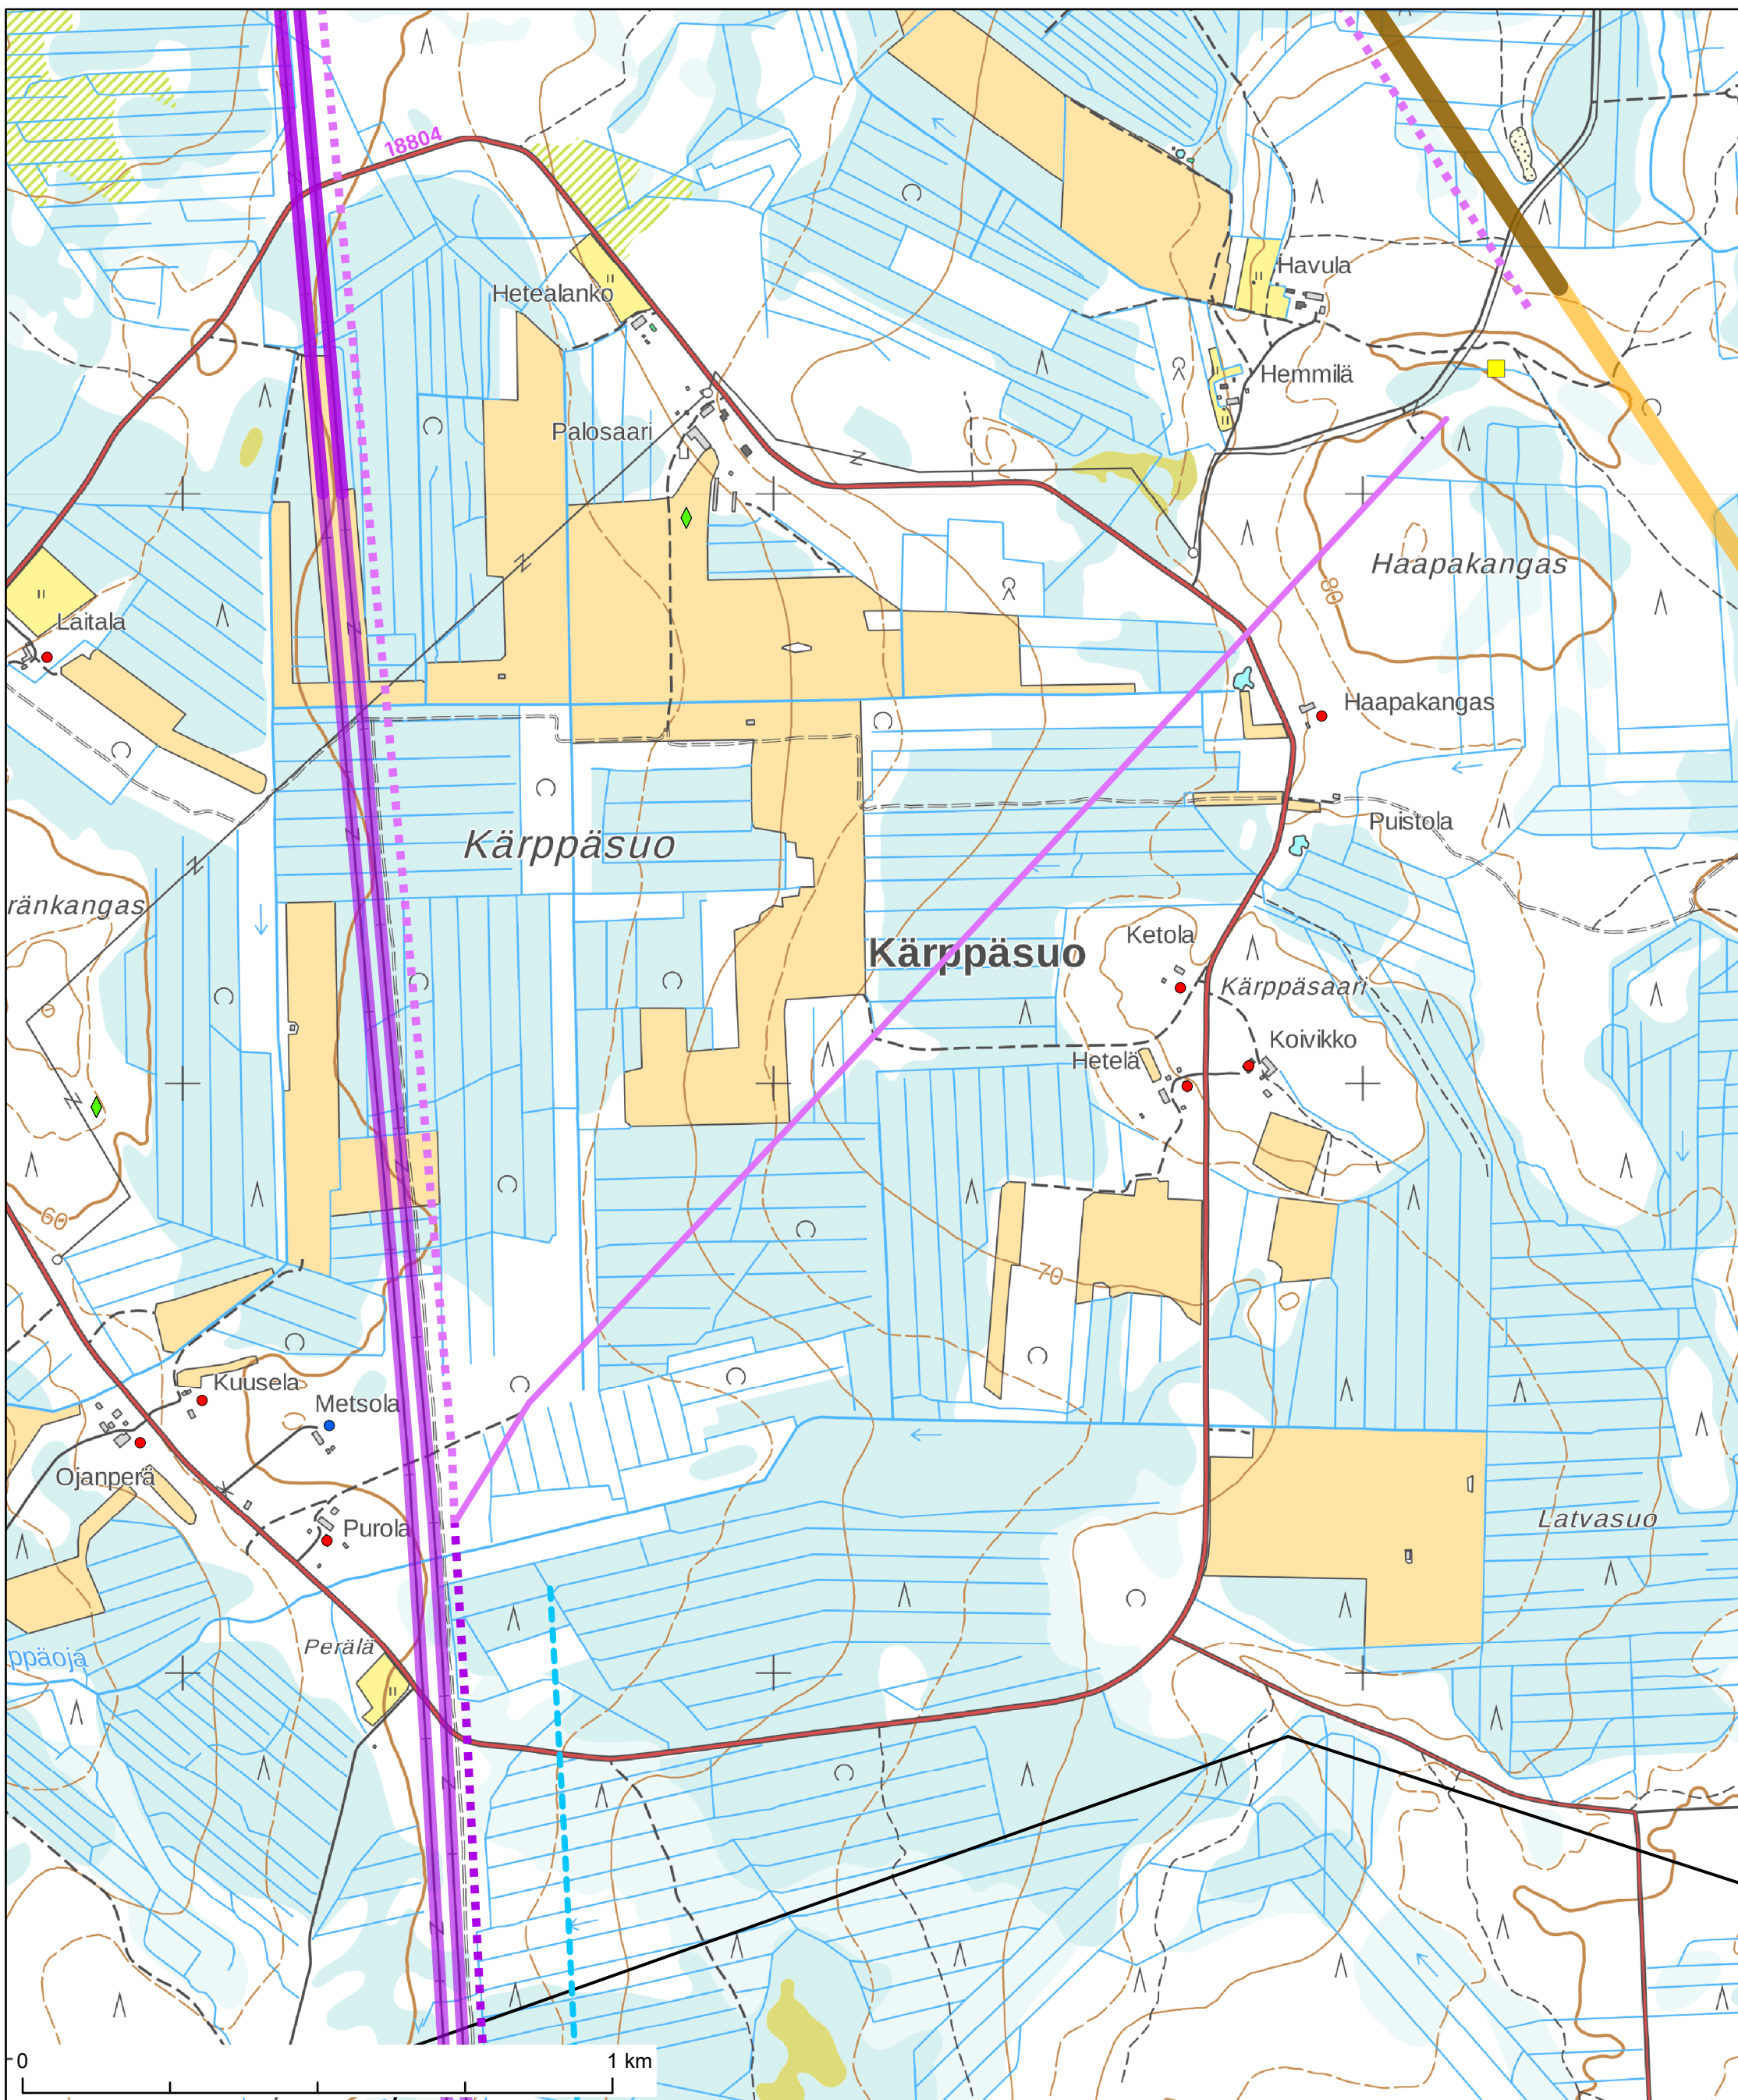 18804
Havula
Hetealanko
Hemmilä
Palosaari
Haapakangas
80
Laitala
Haapakangas
Puistola
Kärppäsuo
ränkangas
Ketola
Kärppäsuo
Kärppäsaari
Koivikko
Hetelä
60
70
Kuusela
Metsola
Ojanperä
Latvasuo
Purola
Perälä
ppäoja
0
1 km